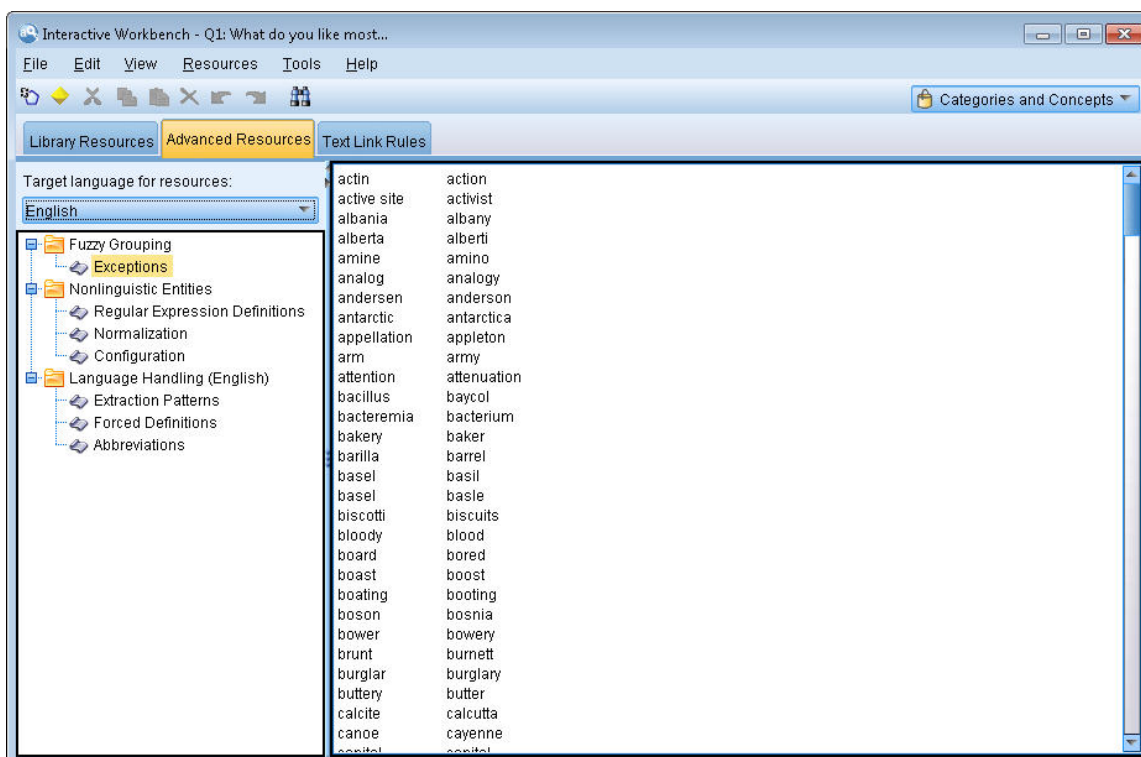 Interactive Workbench - Q1: What do you like most...
File Edit View Resources Tools Help
Categories and Concepts
Library Resources Advanced Resources Text Link Rules
Target language for resources:
English
Fuzzy Grouping
Exceptions
Nonlinguistic Entities
Regular Expression Definitions
Normalization
Configuration
Language Handling (English)
Extraction Patterns
Forced Definitions
Abbreviations
actin action
active site activist
albania albany
alberta alberti
amine amino
analog analogy
andersen anderson
antarctic antarctica
appellation appleton
arm army
attention attenuation
bacillus baycol
bacteremia bacterium
bakery baker
barilla barrel
basel basil
basel basle
biscotti biscuits
bloody blood
board bored
boast boost
boating booting
boson bosnia
bower bowery
brunt burnett
burglar burglary
buttery butter
calcite calcutta
canoe cayenne